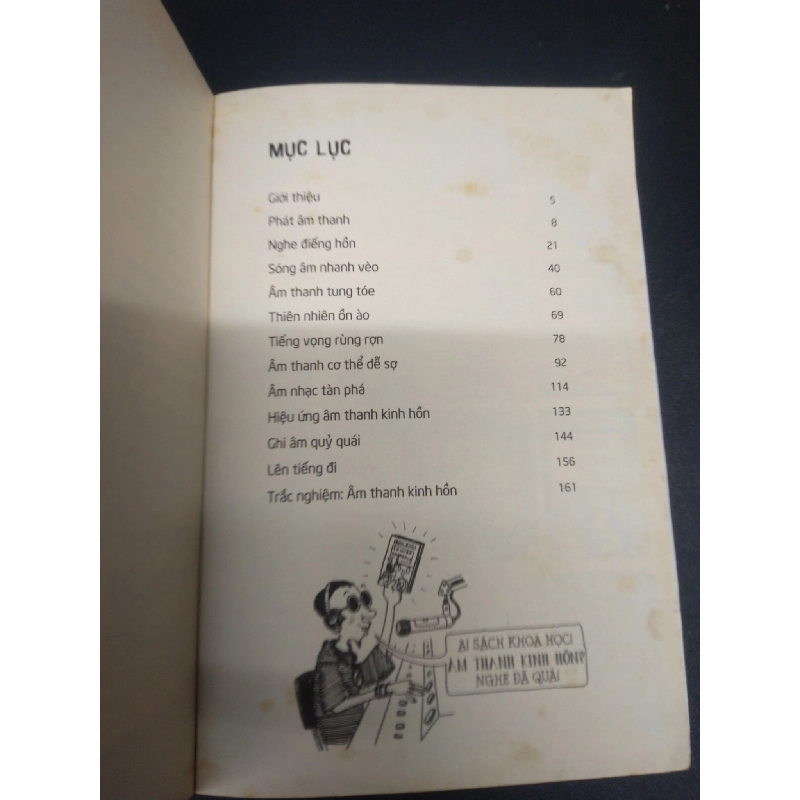 MỤC LỤC
Giới thiệu 5
Phát âm thanh 8
Nghe điếng hồn 21
Sóng âm nhanh vèo 40
Âm thanh tung tóe 60
Thiên nhiên ồn ào 69
Tiếng vọng rùng rợn 78
Âm thanh cơ thể dễ sợ 92
Âm nhạc tàn phá 114
Hiệu ứng âm thanh kinh hồn 133
Ghi âm quỷ quái 144
Lên tiếng đi 156
Trắc nghiệm: Âm thanh kinh hồn 161
SÁCH KHOA HỌC!
ÂM THANH KINH HỒN?
NGHE ĐÃ QUÁ!